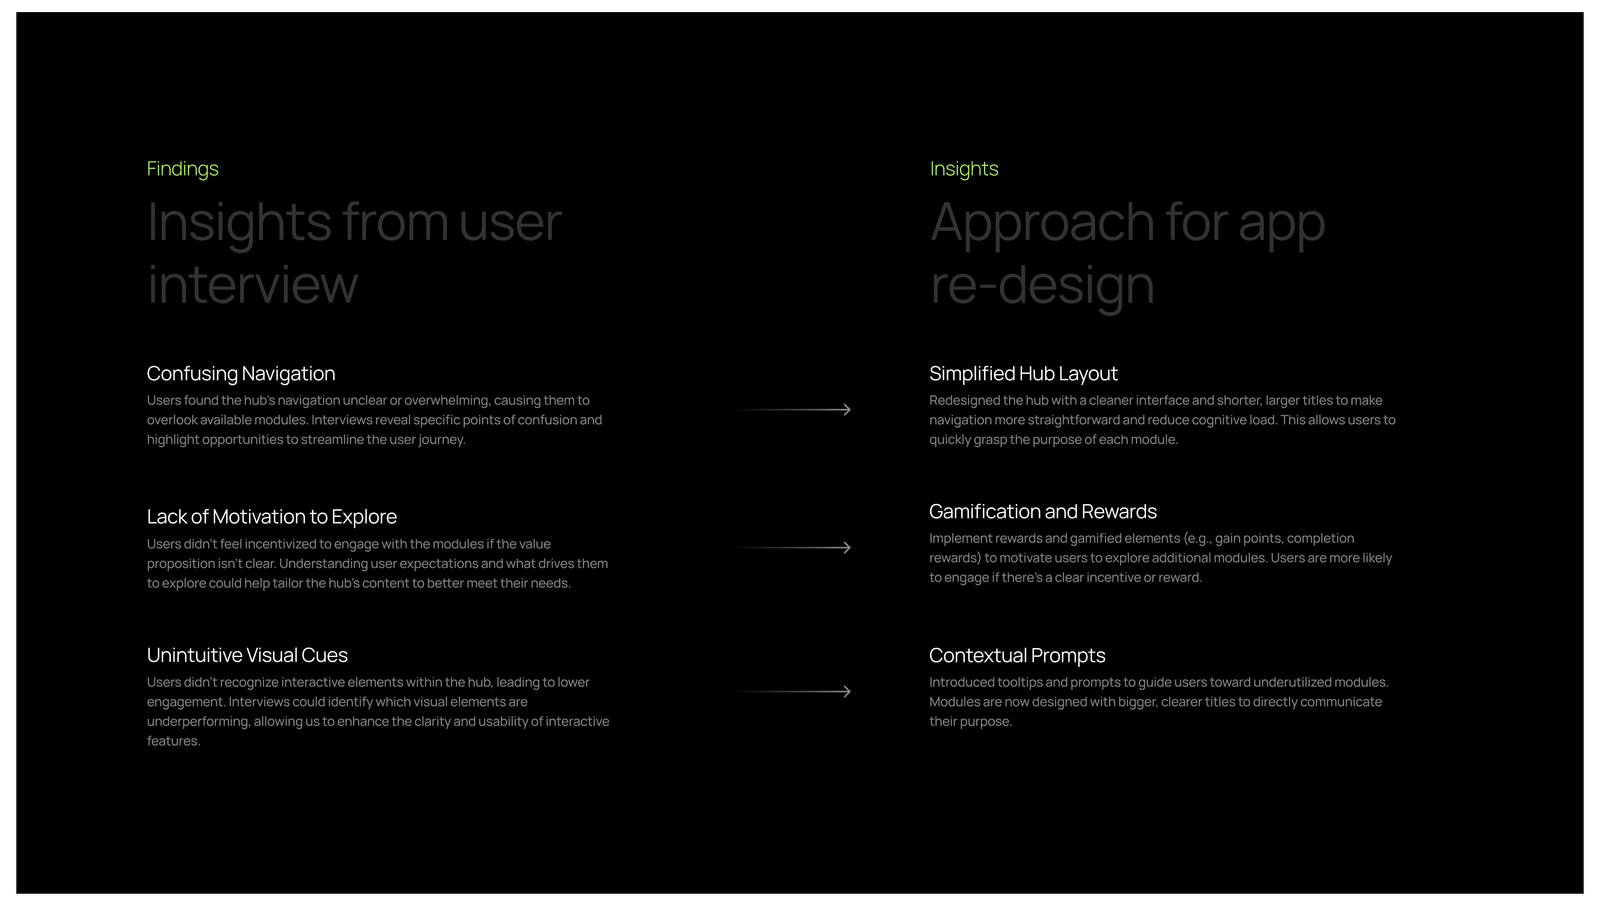 Findings
Insights from user
interview
Confusing Navigation
Users found the hub's navigation unclear or overwhelming, causing them to
overlook available modules. Interviews reveal specific points of confusion and
highlight opportunities to streamline the user journey.
Lack of Motivation to Explore
Users didn't feel incentivized to engage with the modules if the value
proposition isn't clear. Understanding user expectations and what drives them
to explore could help tailor the hub's content to better meet their needs.
Unintuitive Visual Cues
Users didn't recognize interactive elements within the hub, leading to lower
engagement. Interviews could identify which visual elements are
underperforming, allowing us to enhance the clarity and usability of interactive
features.
Insights
Approach for app
re-design
Simplified Hub Layout
Redesigned the hub with a cleaner interface and shorter, larger titles to make
navigation more straightforward and reduce cognitive load. This allows users to
quickly grasp the purpose of each module.
Gamification and Rewards
Implement rewards and gamified elements (e.g., gain points, completion
rewards) to motivate users to explore additional modules. Users are more likely
to engage if there's a clear incentive or reward.
Contextual Prompts
Introduced tooltips and prompts to guide users toward underutilized modules.
Modules are now designed with bigger, clearer titles to directly communicate
their purpose.